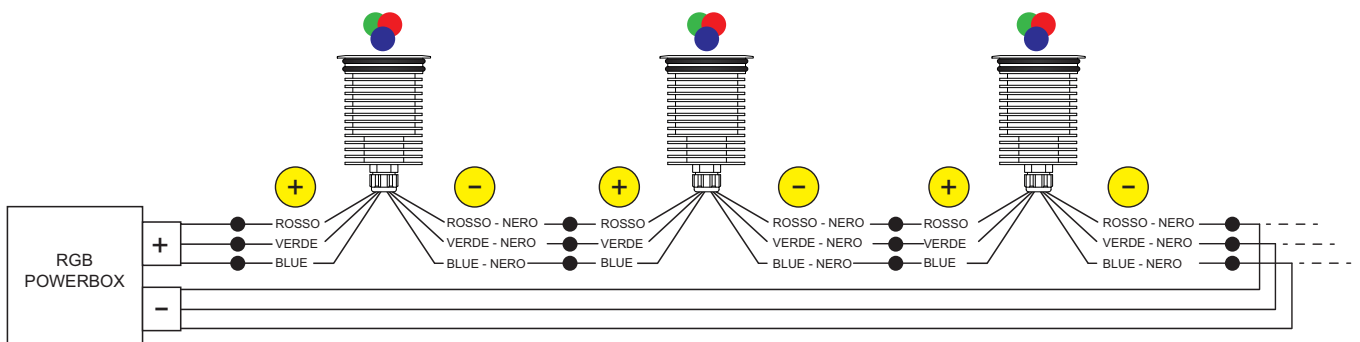 + - + - + -
ROSSO ROSSO - NERO ROSSO ROSSO - NERO ROSSO ROSSO - NERO
+ VERDE VERDE - NERO VERDE VERDE - NERO VERDE VERDE - NERO
BLUE BLUE - NERO BLUE BLUE - NERO BLUE BLUE - NERO
RGB
POWERBOX
-